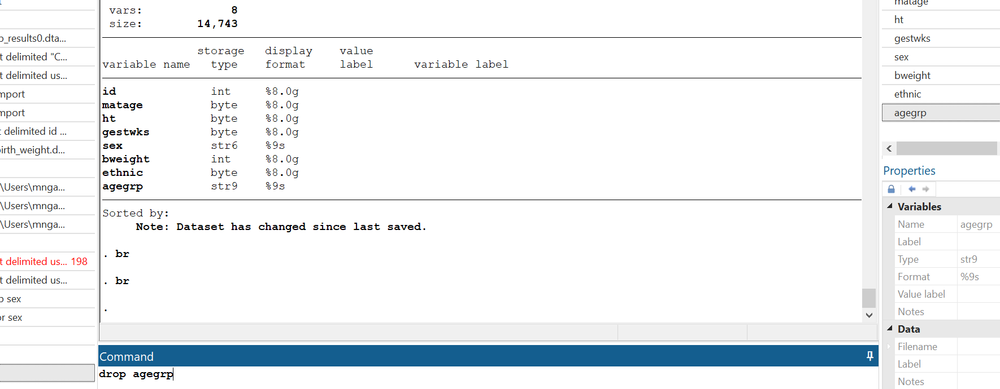 o_results0.dta...
t delimited "C...
t delimited us...
mport
mport
t delimited id ...
irth_weight.d...
\Users\mnga...
\Users\mnga...
\Users\mnga...
t delimited us... 198
t delimited us...
o sex
or sex
vars: 8
size: 14,743
storage display value
variable name type format label variable label
id int %8.0g
matage byte %8.0g
ht byte %8.0g
gestwks byte %8.0g
sex str6 %9s
bweight int %8.0g
ethnic byte %8.0g
agegrp str9 %9s
Sorted by:
Note: Dataset has changed since last saved.
. br
. br
.
Command
drop agegrp
matage
ht
gestwks
sex
bweight
ethnic
agegrp
Properties
Variables
Name agegrp
Label
Type str9
Format %9s
Value label
Notes
Data
Filename
Label
Notes